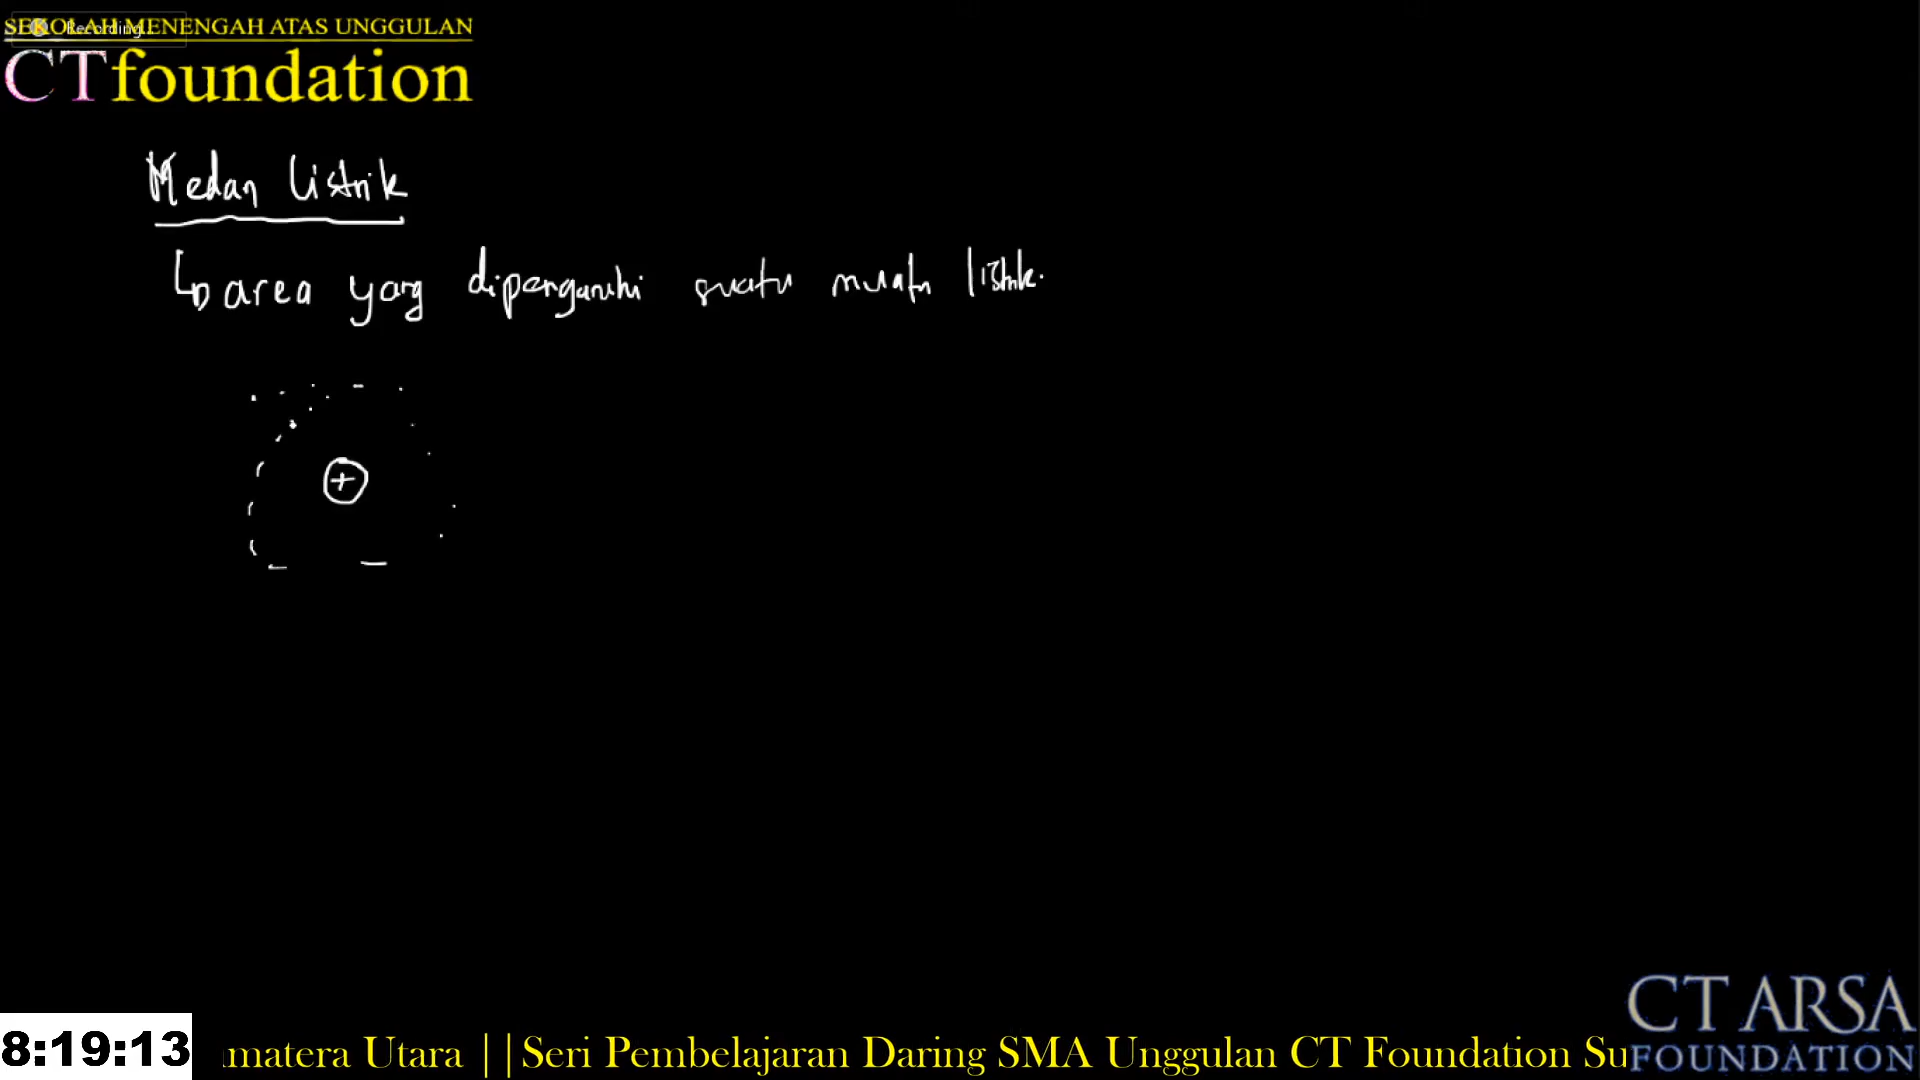 SEKOLAH MENENGAH ATAS UNGGULAN
Recording...
CTfoundation
Medan Listrik
area yang dipengaruhi suatu muatan listrik.
+
8:19:13
matera Utara ||Seri Pembelajaran Daring SMA Unggulan CT Foundation Su
CT ARSA
FOUNDATION